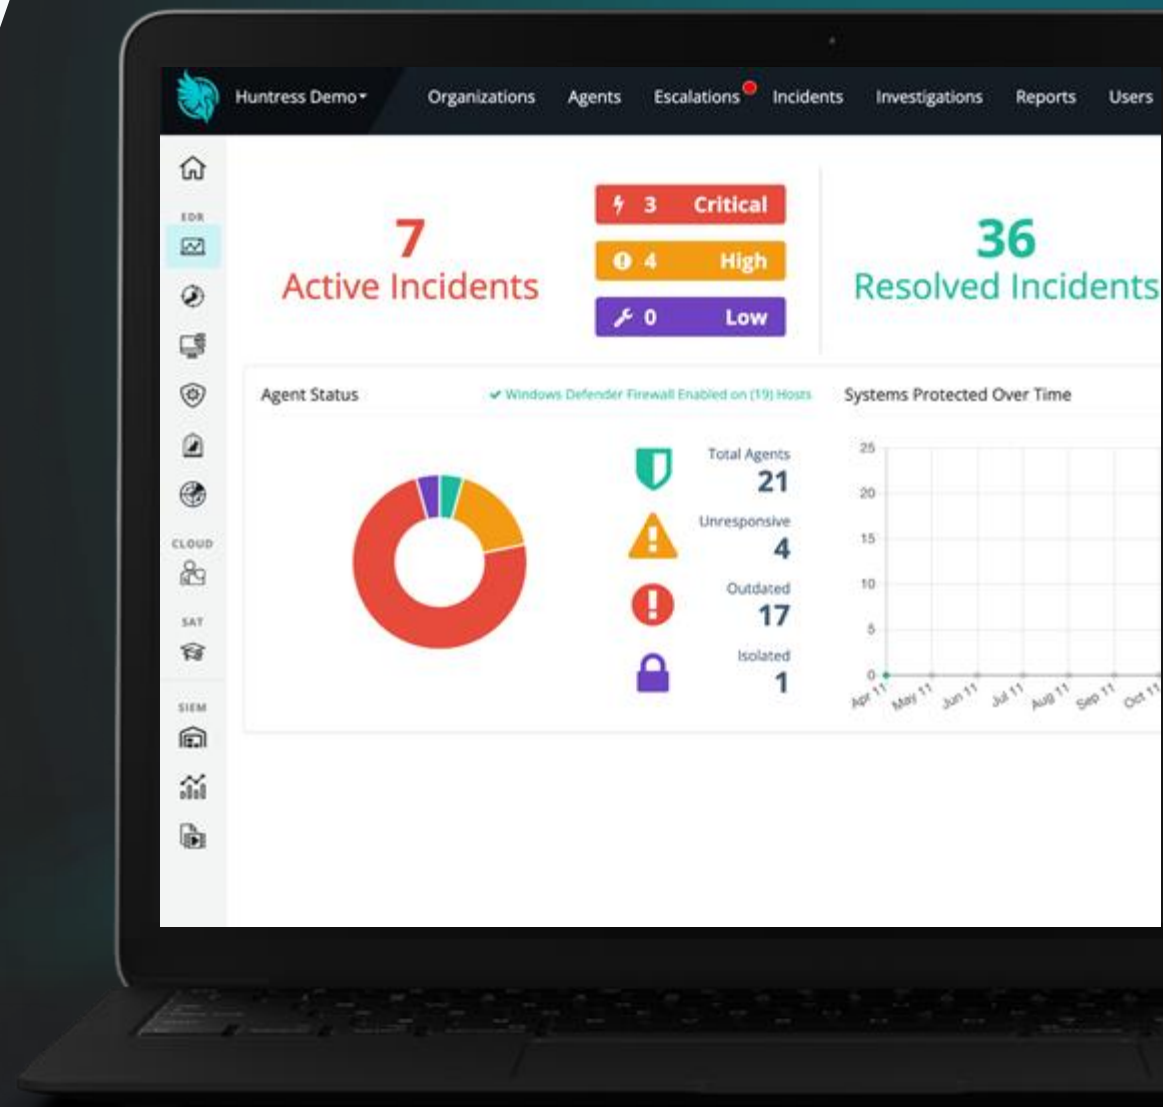 Huntress Demo
Organizations
Agents
Escalations
Incidents
Investigations
Reports
Users
EDR
CLOUD
SAT
SIEM
7
Active Incidents
3 Critical
4 High
0 Low
36
Resolved Incidents
Agent Status
Windows Defender Firewall Enabled on (19) Hosts
Total Agents
21
Unresponsive
4
Outdated
17
Isolated
1
Systems Protected Over Time
25
20
15
10
5
0
Apr 11
May 11
Jun 11
Jul 11
Aug 11
Sep 11
Oct 11